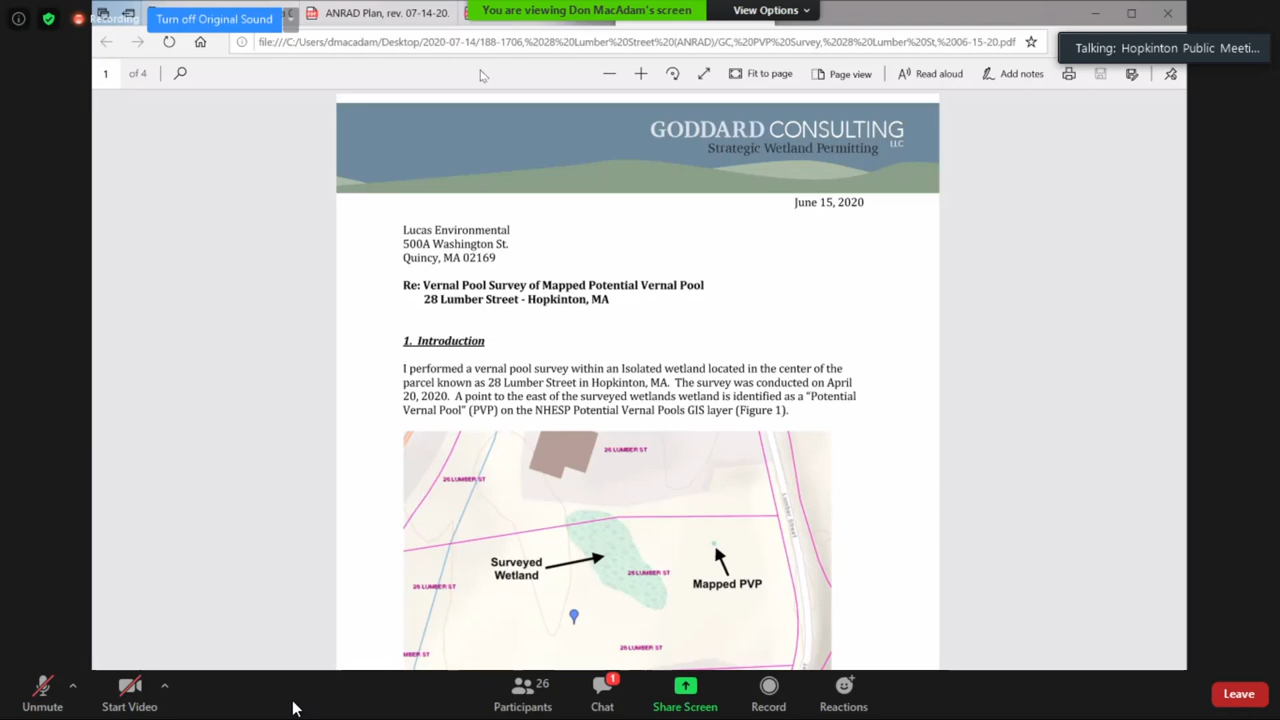 Recording
Turn off Original Sound
ANRAD Plan, rev. 07-14-20.
You are viewing Don MacAdam's screen
View Options
file:///C:/Users/dmacadam/Desktop/2020-07-14/188-1706,%2028%20Lumber%20Street%20(ANRAD)/GC,%20PVP%20Survey,%2028%20Lumber%20St,%2006-15-20.pdf
Talking: Hopkinton Public Meeti...
1 of 4
Fit to page
Page view
Read aloud
Add notes
GODDARD CONSULTING
LLC
Strategic Wetland Permitting
June 15, 2020
Lucas Environmental
500A Washington St.
Quincy, MA 02169
Re: Vernal Pool Survey of Mapped Potential Vernal Pool
28 Lumber Street - Hopkinton, MA
1. Introduction
I performed a vernal pool survey within an Isolated wetland located in the center of the
parcel known as 28 Lumber Street in Hopkinton, MA. The survey was conducted on April
20, 2020. A point to the east of the surveyed wetlands wetland is identified as a “Potential
Vernal Pool” (PVP) on the NHESP Potential Vernal Pools GIS layer (Figure 1).
26 LUMBER ST
26 LUMBER ST
Lumber Street
Surveyed
Wetland
26 LUMBER ST
Mapped PVP
26 LUMBER ST
26 LUMBER ST
MBER ST
Unmute
Start Video
26
Participants
1
Chat
Share Screen
Record
Reactions
Leave